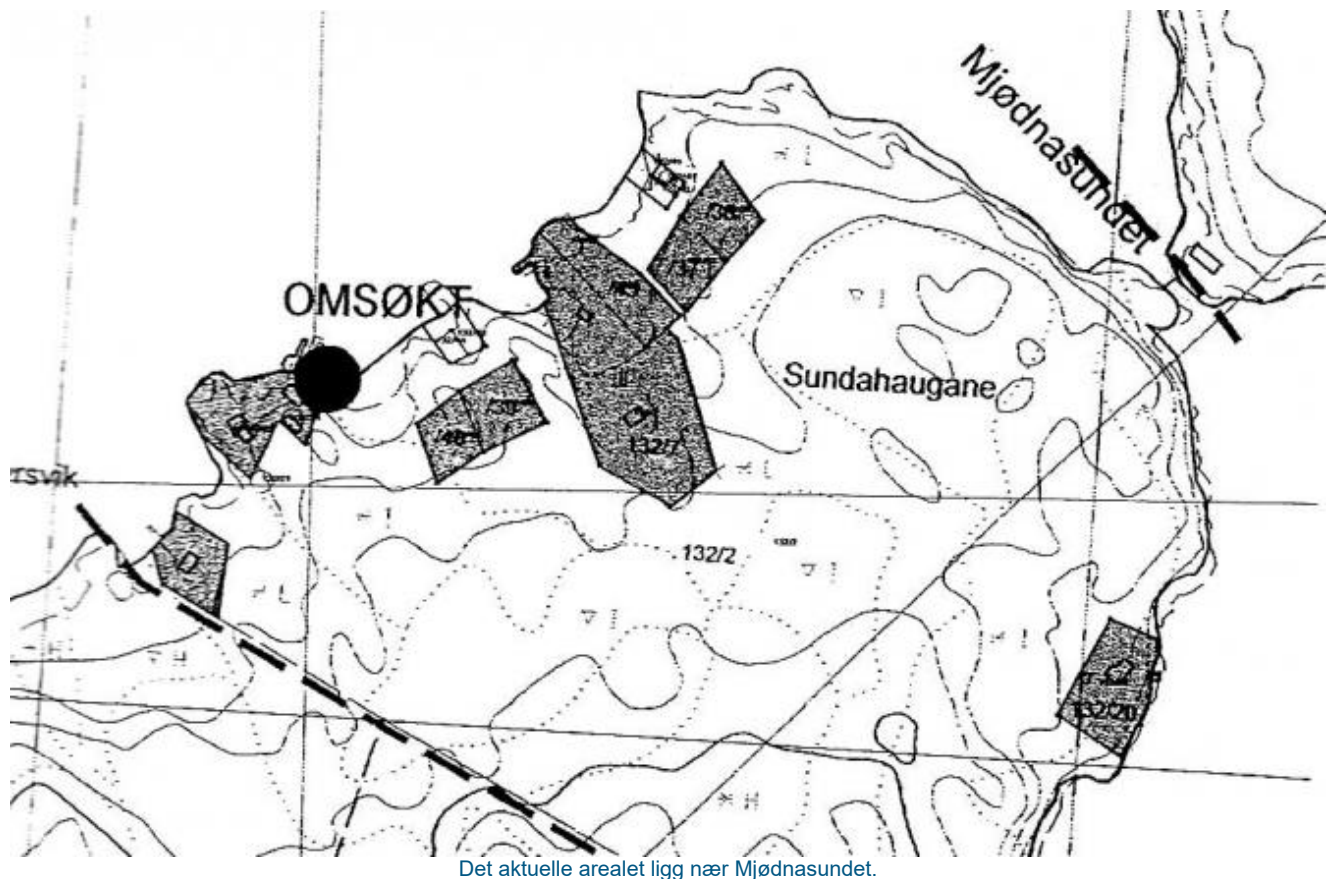 Mjødnasundet
OMSØKT
Sundahaugane
132/7
132/2
132/20
Det aktuelle arealet ligg nær Mjødnasundet.